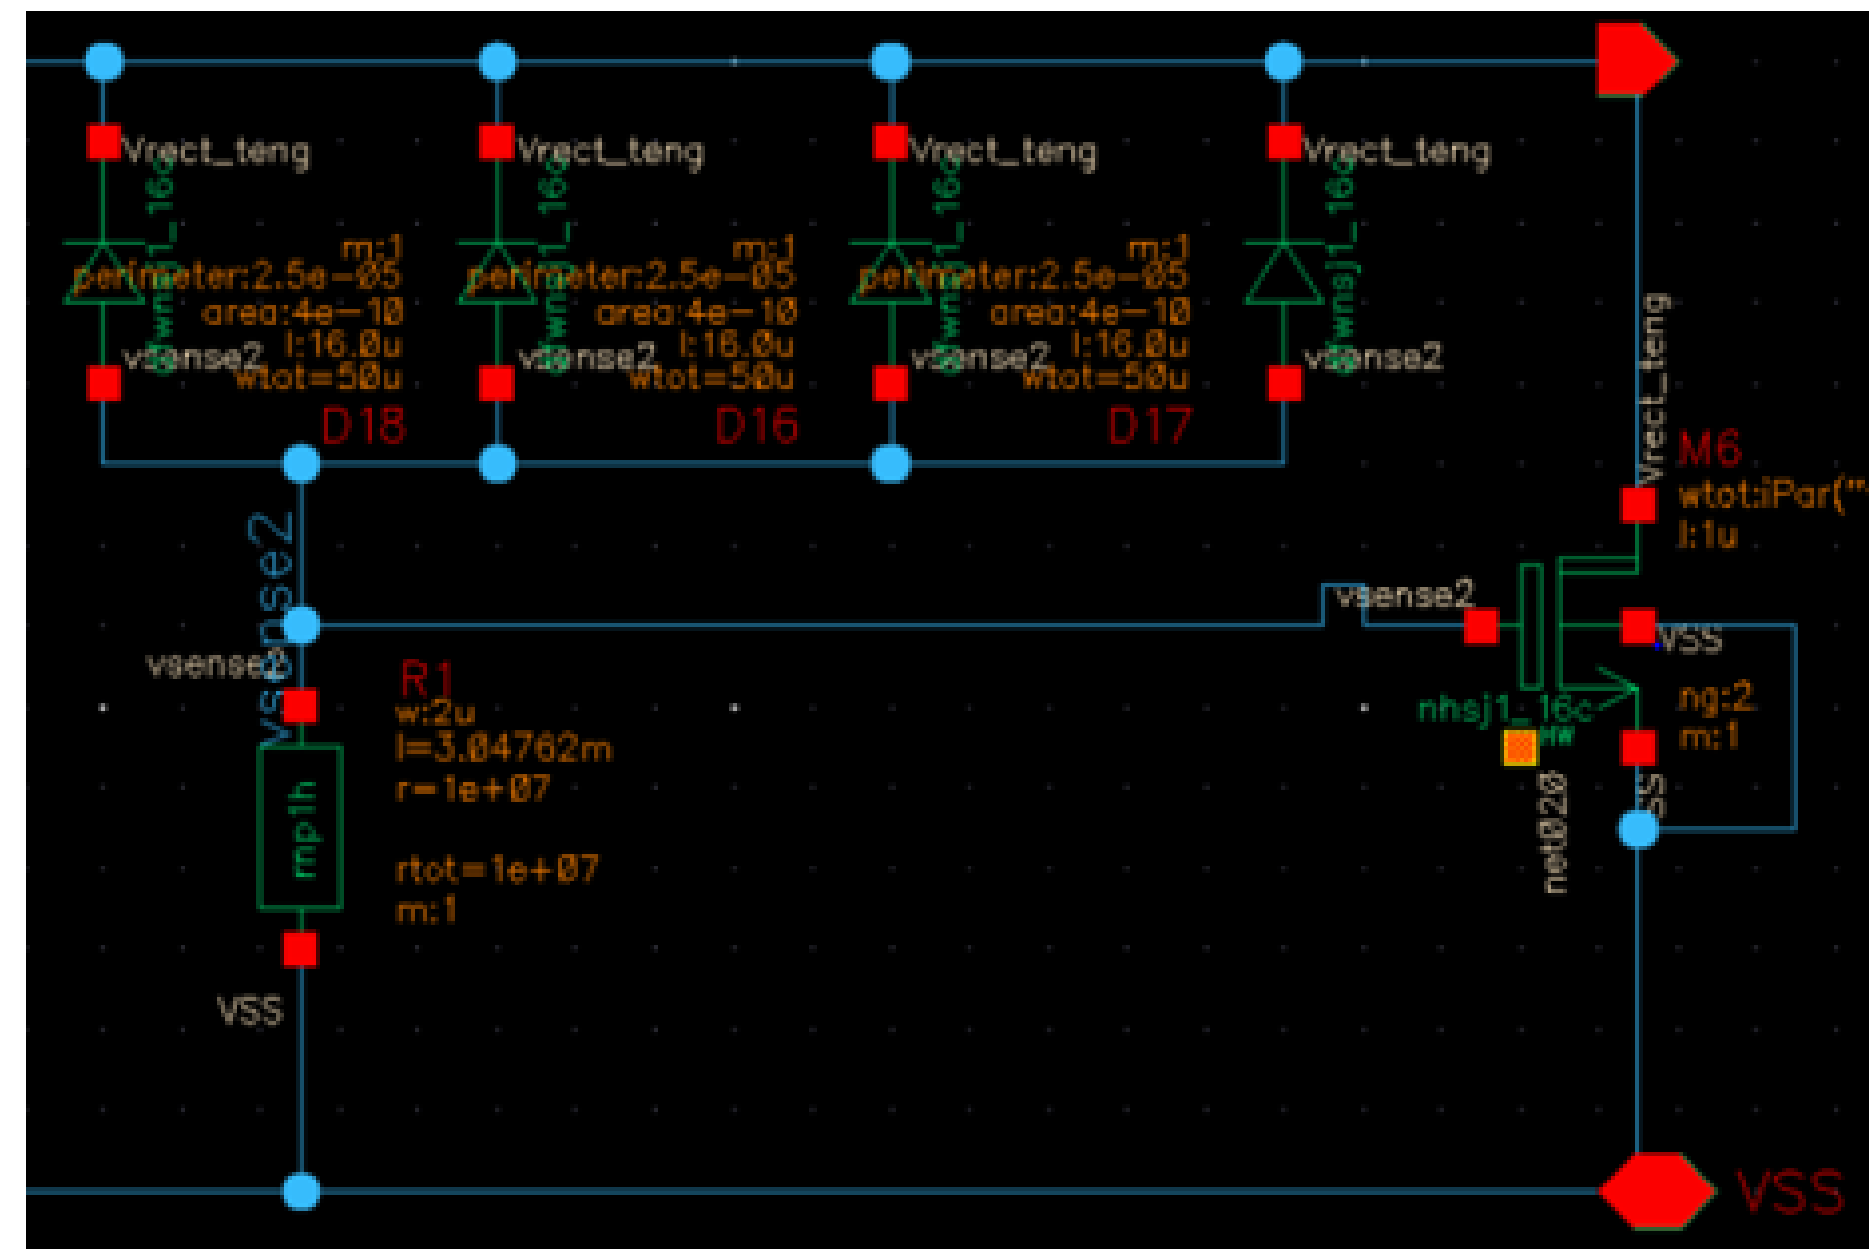 Vrect_teng
Vrect_teng
Vrect_teng
Vrect_teng
m:1
perimeter:2.5e-05
area:4e-10
l:16.0u
wtot=50u
vsense2
D18
m:1
perimeter:2.5e-05
area:4e-10
l:16.0u
wtot=50u
vsense2
D16
m:1
perimeter:2.5e-05
area:4e-10
l:16.0u
wtot=50u
vsense2
D17
vsense2
Vrect_teng
M6
wtot:iPar("
l:1u
vsense2
vsense2
VSS
nhsj1_16c
HW
ng:2
m:1
net020
R1
w:2u
l=3.04762m
r=1e+07
rtot=1e+07
m:1
rnp1h
VSS
VSS